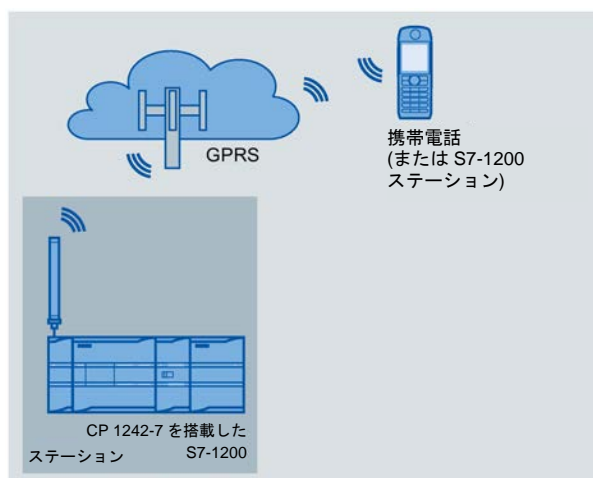 GPRS
携帯電話
(または S7-1200
ステーション)
CP 1242-7 を搭載した
ステーション S7-1200